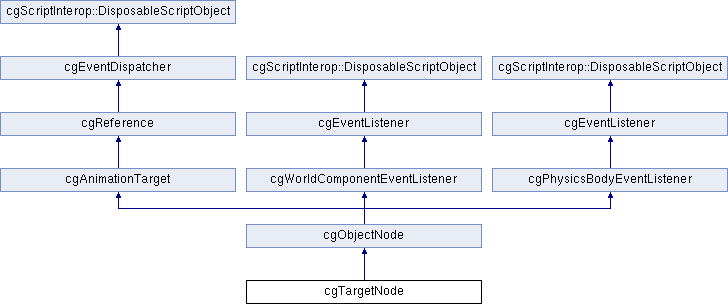 cgScriptInterop::DisposableScriptObject
cgEventDispatcher
cgScriptInterop::DisposableScriptObject
cgScriptInterop::DisposableScriptObject
cgReference
cgEventListener
cgEventListener
cgAnimationTarget
cgWorldComponentEventListener
cgPhysicsBodyEventListener
cgObjectNode
cgTargetNode